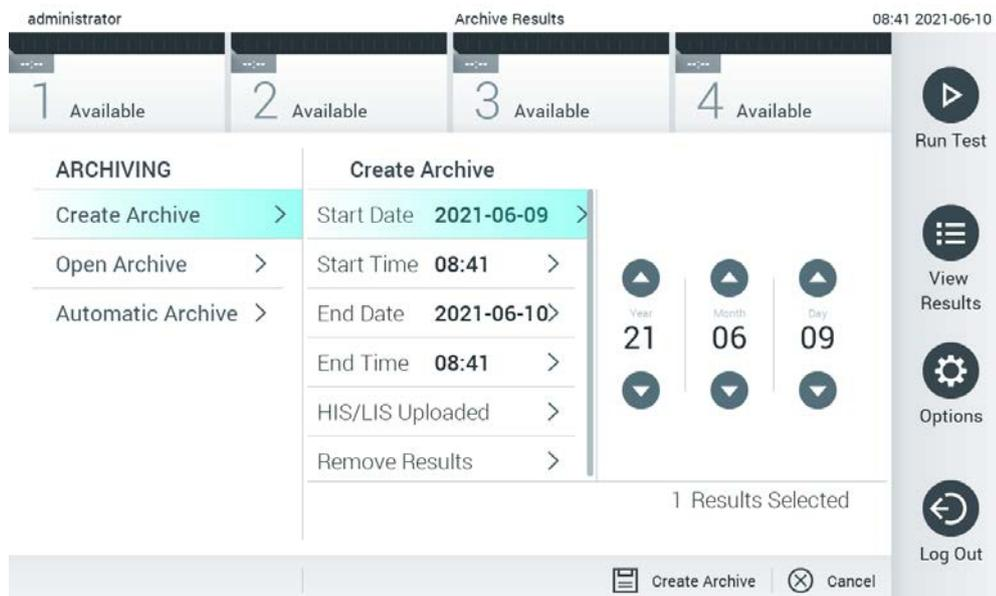 administrator Archive Results 08:41 2021-06-10
--:-- --:-- --:-- --:--
1 Available 2 Available 3 Available 4 Available
Run Test
ARCHIVING
Create Archive
Open Archive
Automatic Archive
Create Archive
Start Date 2021-06-09
Start Time 08:41
End Date 2021-06-10
End Time 08:41
HIS/LIS Uploaded
Remove Results
Year Month Day
21 06 09
1 Results Selected
View
Results
Options
Log Out
Create Archive Cancel